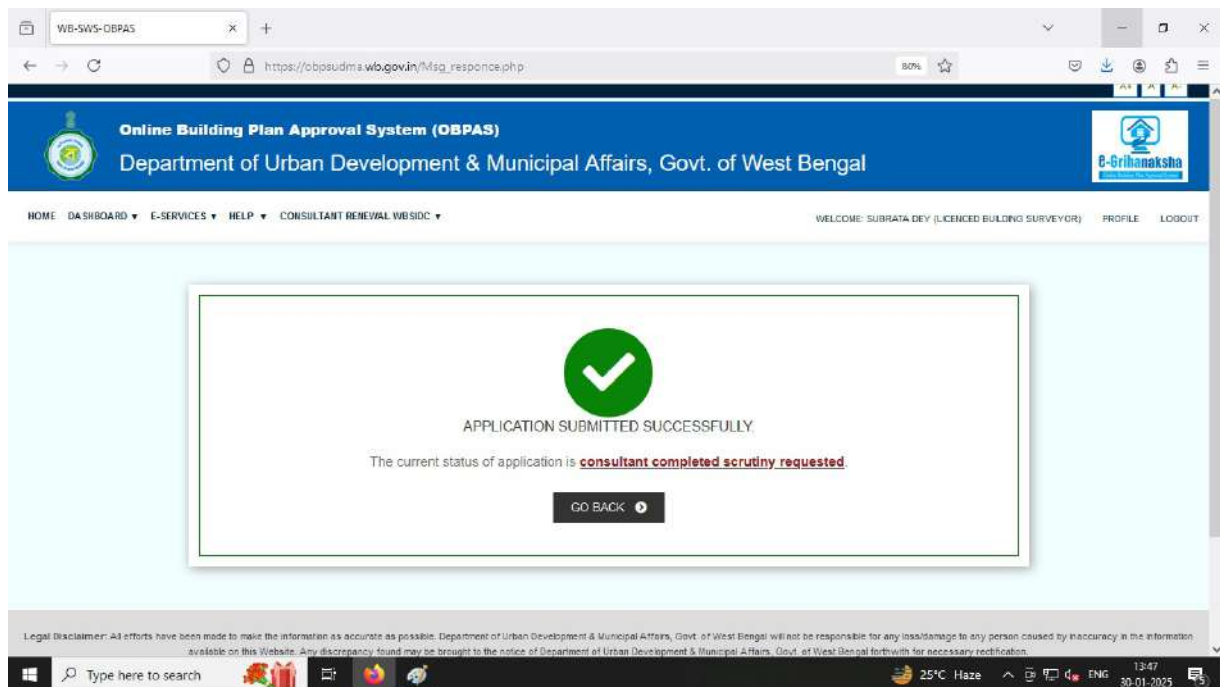 WB-SWS-OBPAS
https://obpsudma.wb.gov.in/Msg_responce.php
80%
A+ A A-
Online Building Plan Approval System (OBPAS)
Department of Urban Development & Municipal Affairs, Govt. of West Bengal
e-Grihanaksha
HOME DASHBOARD E-SERVICES HELP CONSULTANT RENEWAL WBSIDC WELCOME: SUBRATA DEY (LICENCED BUILDING SURVEYOR) PROFILE LOGOUT
APPLICATION SUBMITTED SUCCESSFULLY.
The current status of application is consultant completed scrutiny requested.
GO BACK
Legal Disclaimer: All efforts have been made to make the information as accurate as possible. Department of Urban Development & Municipal Affairs, Govt. of West Bengal will not be responsible for any loss/damage to any person caused by inaccuracy in the information
available on this Website. Any discrepancy found may be brought to the notice of Department of Urban Development & Municipal Affairs, Govt. of West Bengal forthwith for necessary rectification.
Type here to search 25°C Haze ENG 13:47
30-01-2025 5